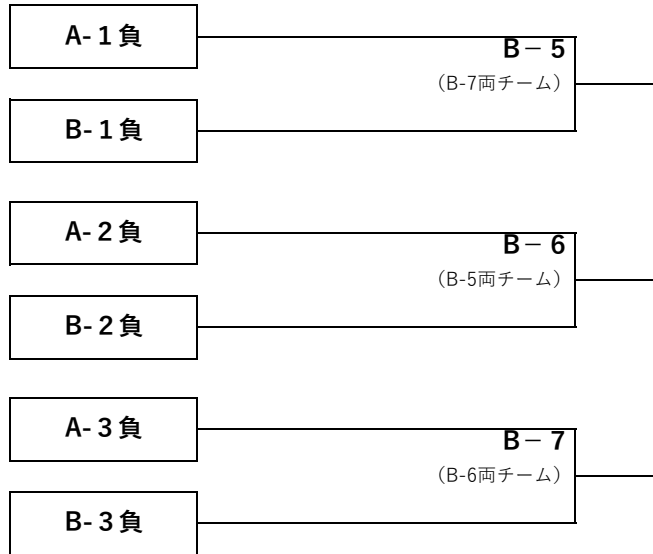 A-１負
B－５
（B-7両チーム）
B-１負
A-２負
B－６
（B-5両チーム）
B-２負
A-３負
B－７
（B-6両チーム）
B-３負